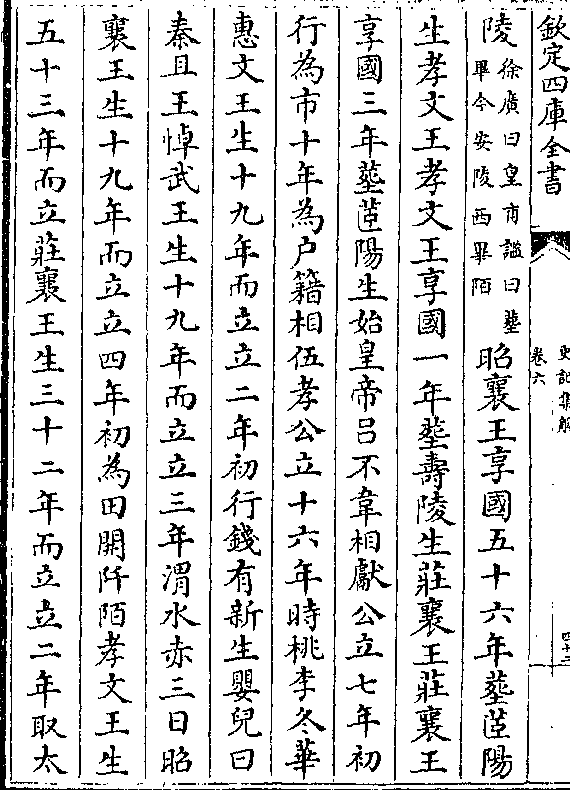 欽定四庫全書
史記集解
卷六
陵徐廣曰皇甫謐曰塟畢今安陵西畢陌昭襄王享國五十六年塟茝陽
生孝文王孝文王享國一年塟壽陵生莊襄王莊襄王
享國三年塟茝陽生始皇帝吕不韋相獻公立七年初
行為市十年為户籍相伍孝公立十六年時桃李冬華
惠文王生十九年而立立二年初行錢有新生嬰兒曰
秦且王悼武王生十九年而立立三年渭水赤三日昭
襄王生十九年而立立四年初為田開阡陌孝文王生
五十三年而立莊襄王生三十二年而立立二年取太